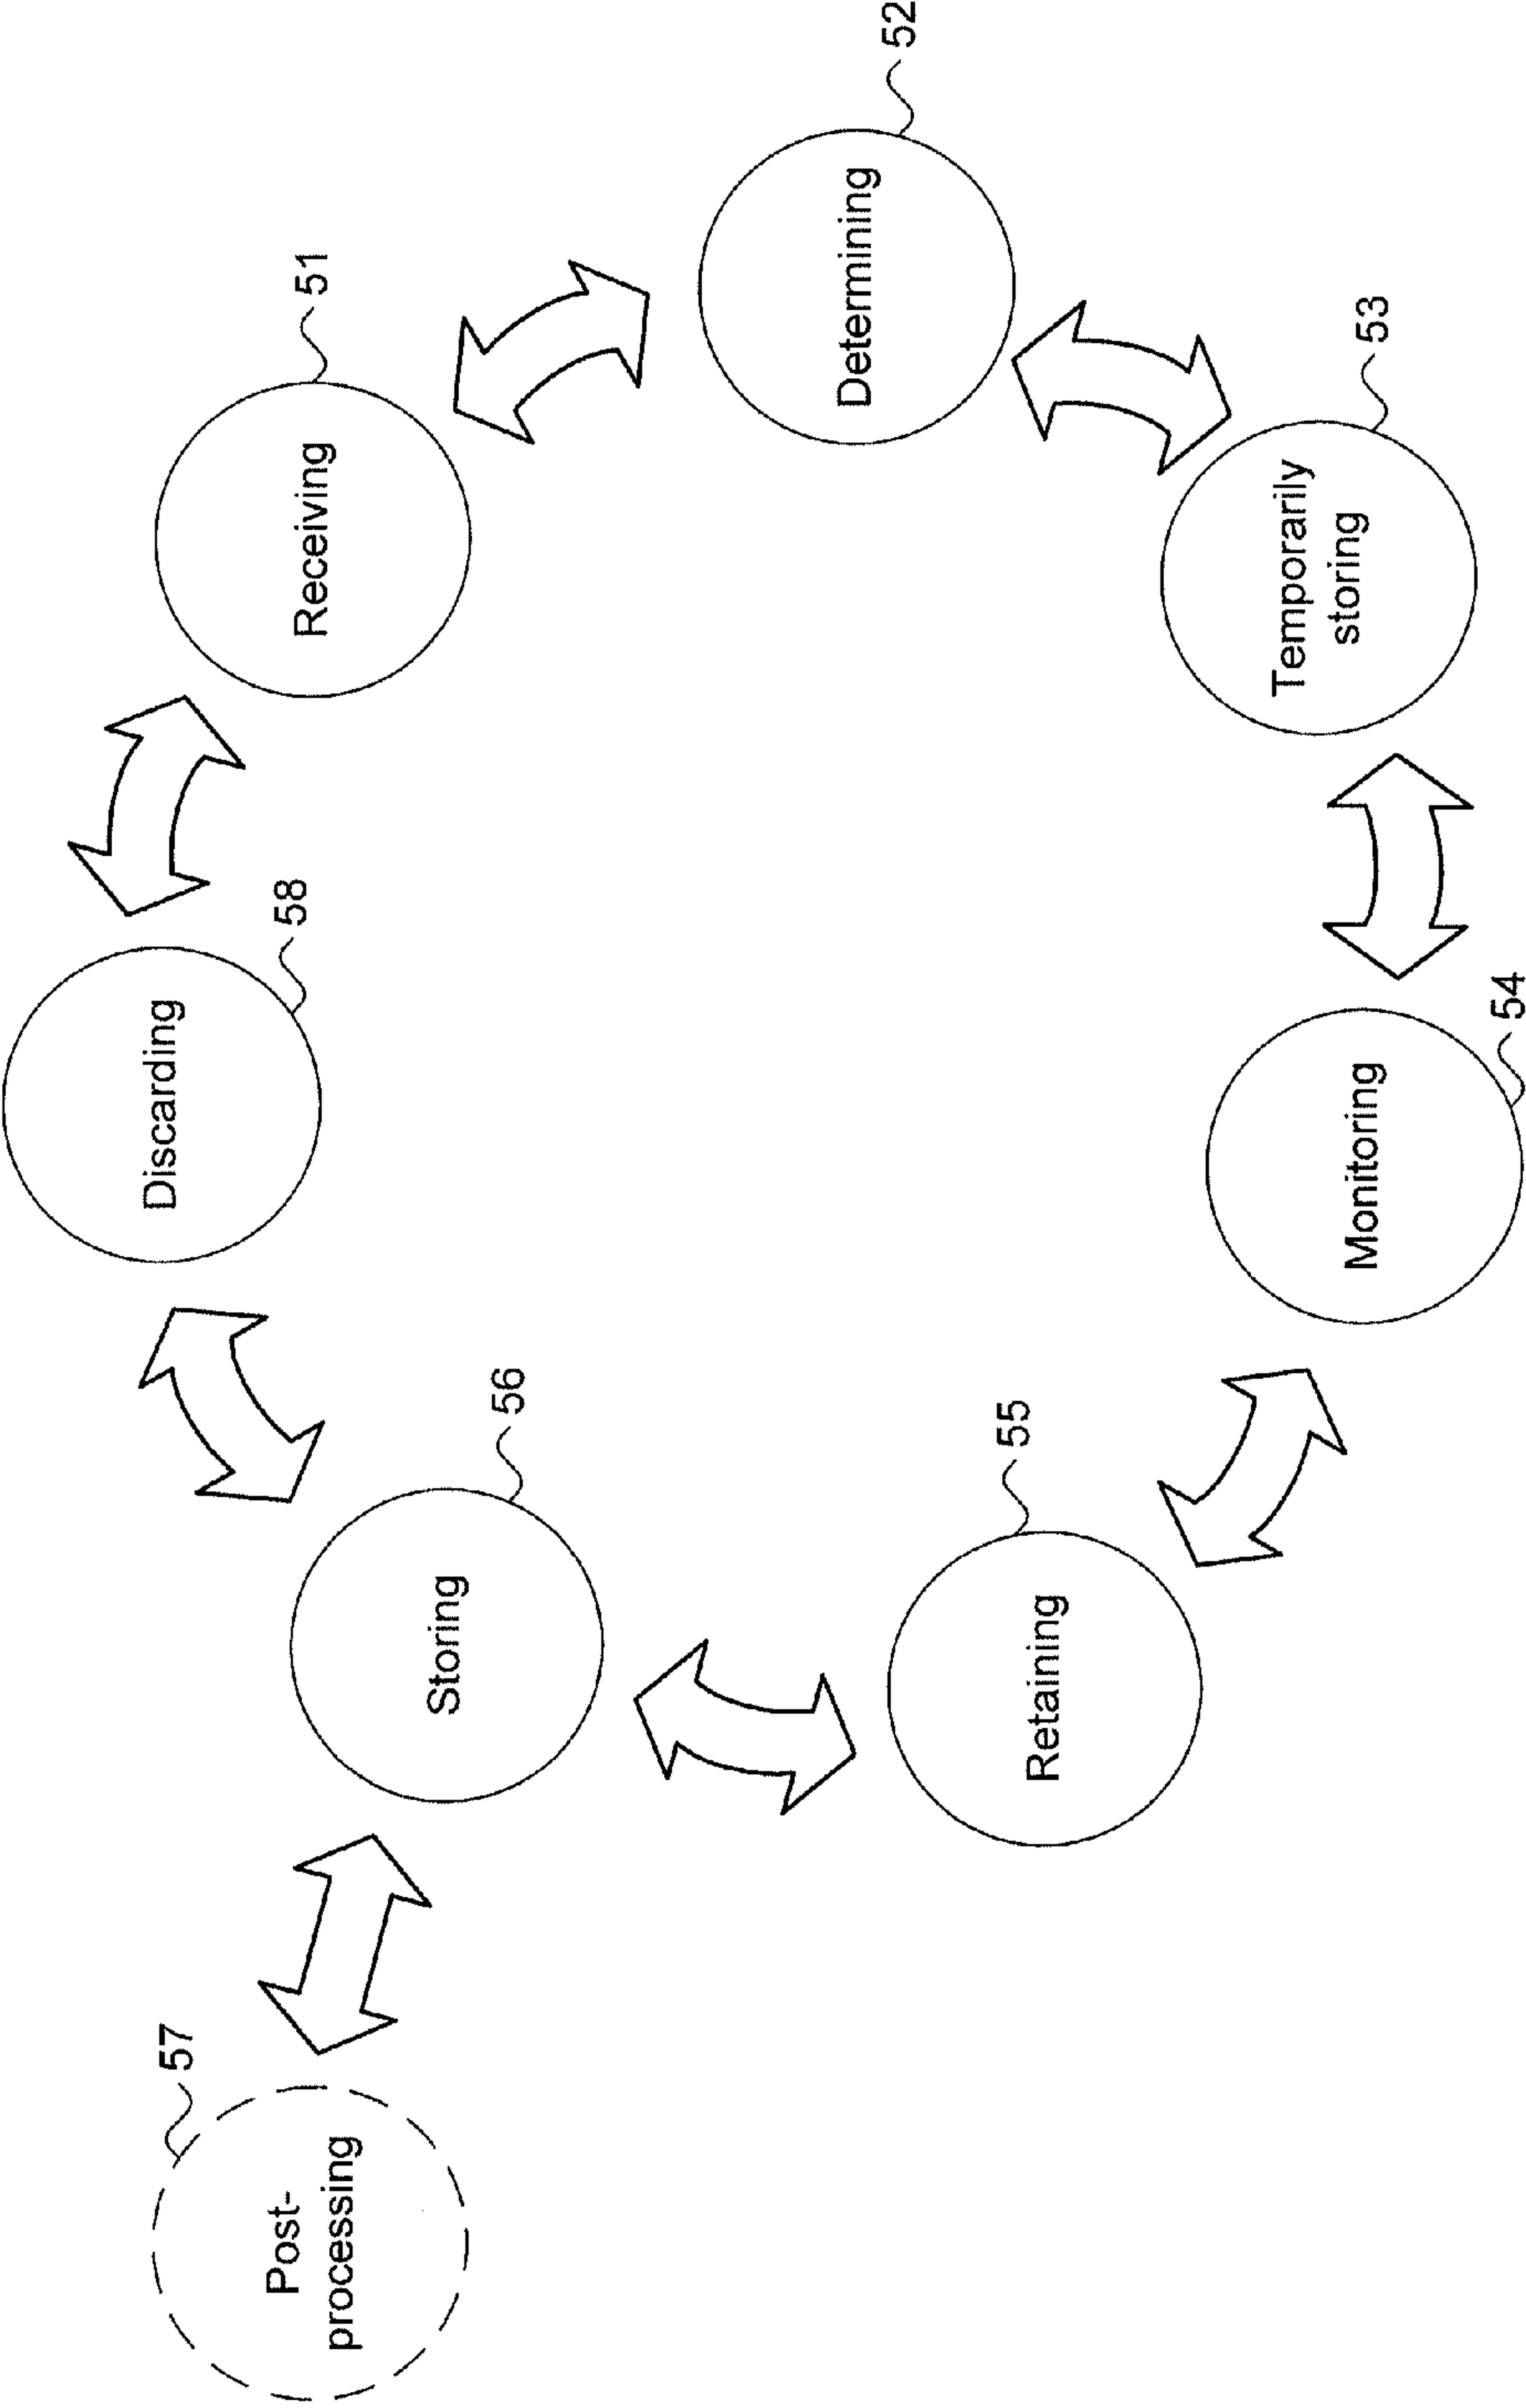 Post-
processing
57
Storing
56
Discarding
58
Receiving
51
Determining
52
Temporarily
storing
53
Monitoring
54
Retaining
55